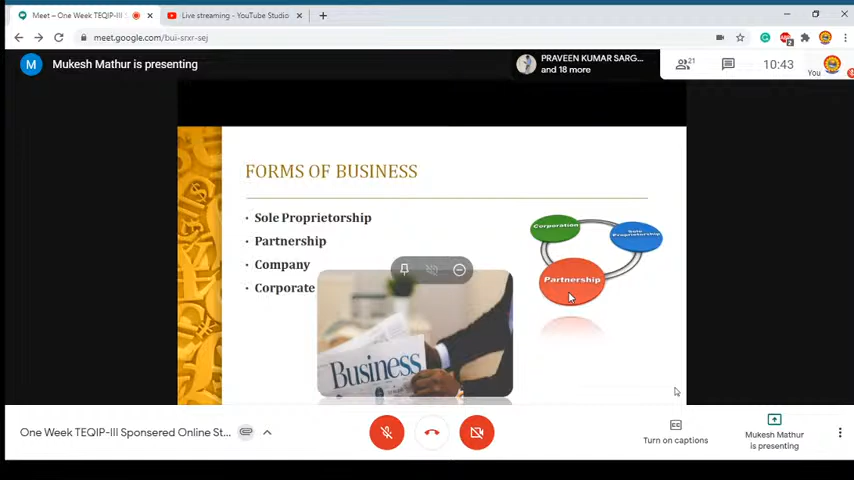 Meet – One Week TEQIP-III S
Live streaming - YouTube Studio
meet.google.com/bui-srxr-sej
M
Mukesh Mathur is presenting
PRAVEEN KUMAR SARG...
and 18 more
21
10:43
You
FORMS OF BUSINESS
• Sole Proprietorship
• Partnership
• Company
• Corporate
Corporation
Sole
Proprietorship
Partnership
Business
One Week TEQIP-III Sponsered Online St...
CC
Turn on captions
Mukesh Mathur
is presenting